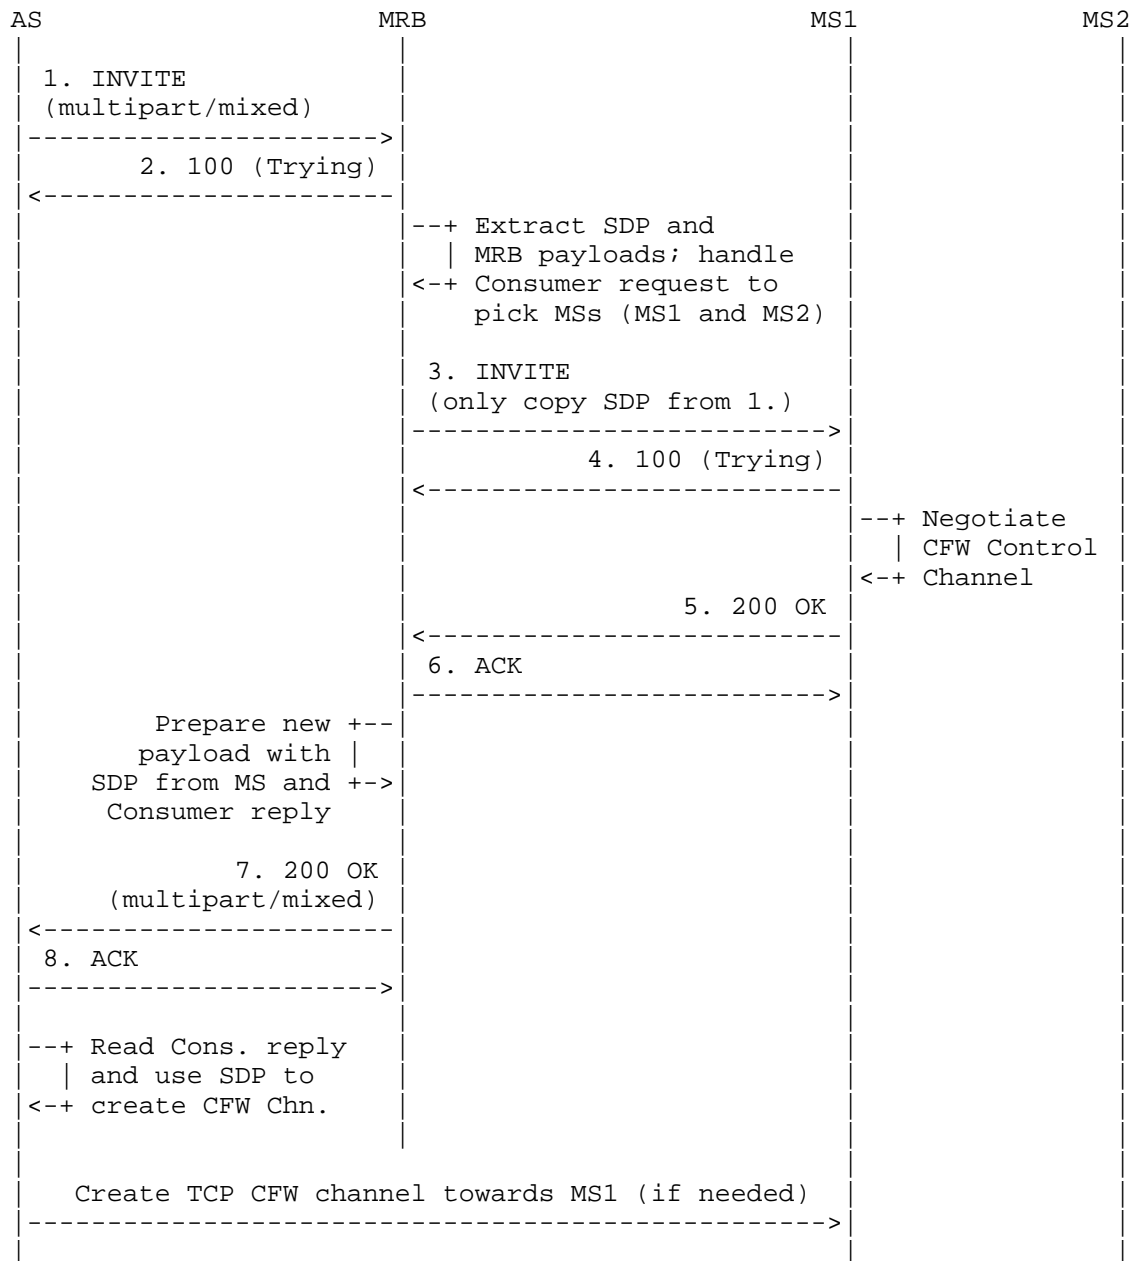 AS MRB MS1 MS2
1. INVITE
(multipart/mixed)
2. 100 (Trying)
Extract SDP and
MRB payloads; handle
Consumer request to
pick MSs (MS1 and MS2)
3. INVITE
(only copy SDP from 1.)
4. 100 (Trying)
Negotiate
CFW Control
Channel
5. 200 OK
6. ACK
Prepare new
payload with
SDP from MS and
Consumer reply
7. 200 OK
(multipart/mixed)
8. ACK
Read Cons. reply
and use SDP to
create CFW Chn.
Create TCP CFW channel towards MS1 (if needed)